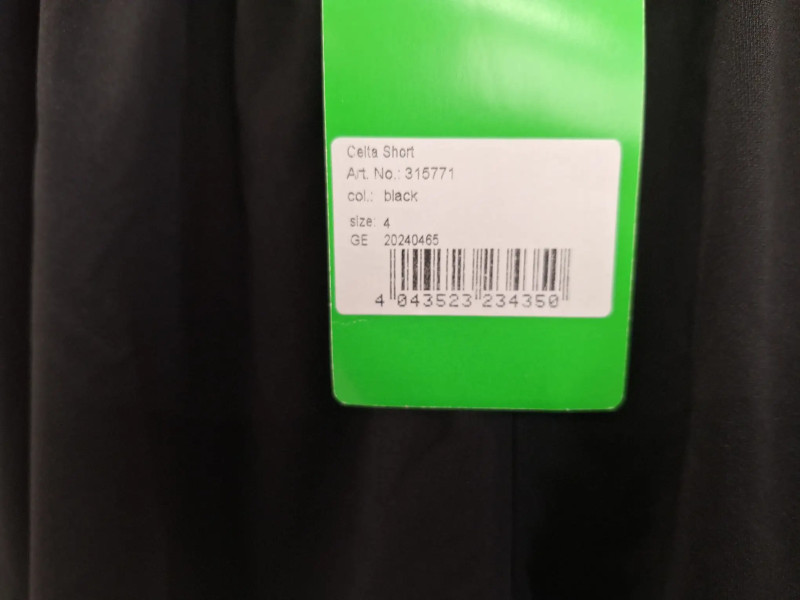 Celta Short
Art. No.: 315771
col.: black
size: 4
GE 20240465
4 043523 234350